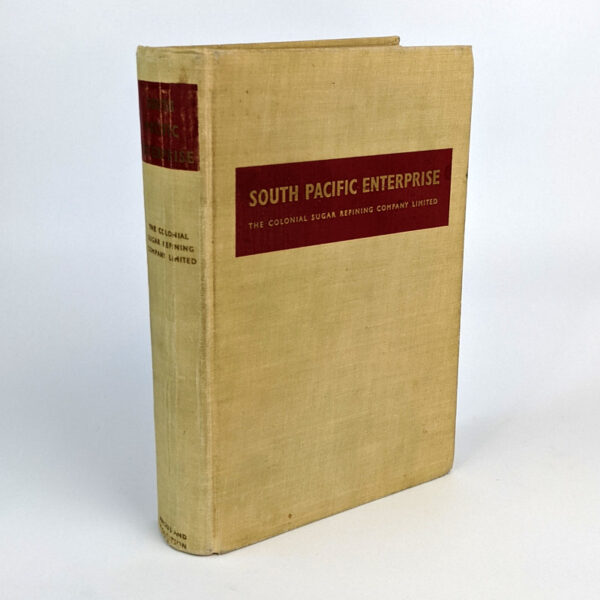 SOUTH PACIFIC ENTERPRISE
THE COLONIAL SUGAR REFINING COMPANY LIMITED
THE COLONIAL
SUGAR REFINING
COMPANY LIMITED